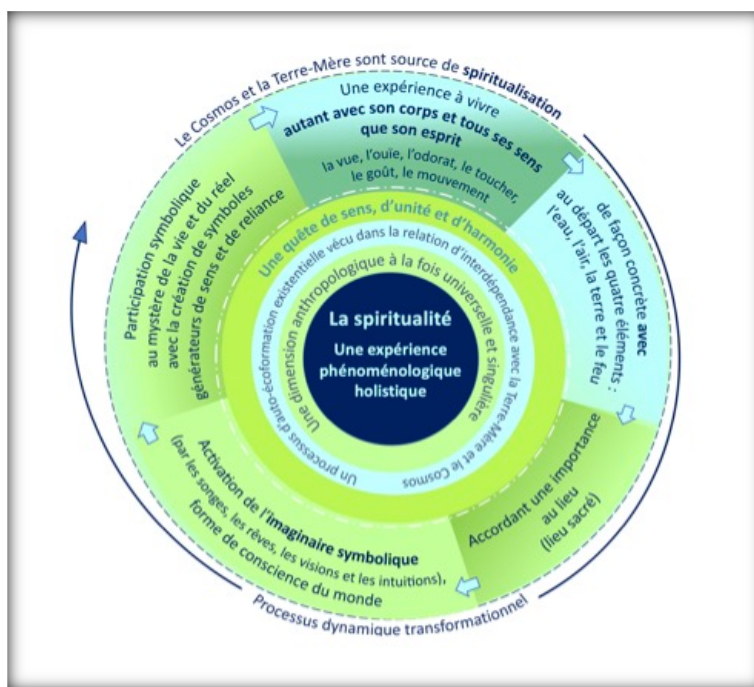 Le Cosmos et la Terre-Mère sont source de spiritualisation
Une expérience à vivre
autant avec son corps et tous ses sens
que son esprit
la vue, l'ouïe, l'odorat, le toucher,
le goût, le mouvement
de façon concrète avec
au départ les quatre éléments :
l'eau, l'air, la terre et le feu
Accordant une importance
au lieu
(lieu sacré)
Activation de l'imaginaire symbolique
(par les songes, les rêves, les visions et les intuitions),
forme de conscience du monde
Participation symbolique
au mystère de la vie et du réel
avec la création de symboles
générateurs de sens et de reliance
Une quête de sens, d'unité et d'harmonie
Un processus d'auto-écoformation existentielle vécu dans la relation d'interdépendance avec la Terre-Mère et le Cosmos
Une dimension anthropologique à la fois universelle et singulière
La spiritualité
Une expérience
phénoménologique
holistique
Processus dynamique transformationnel